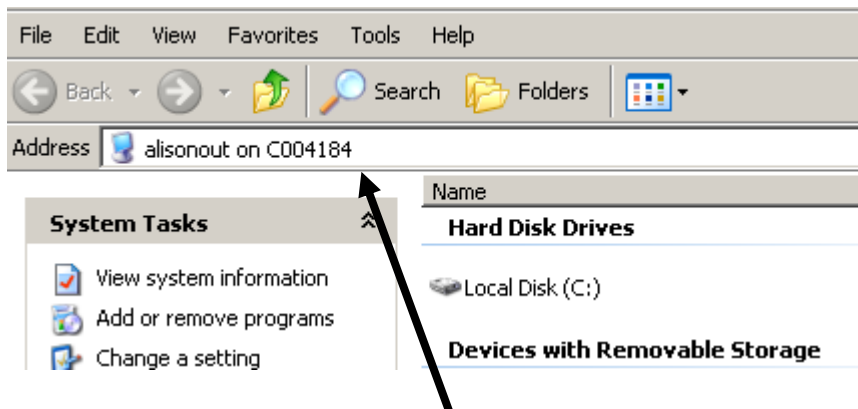 File Edit View Favorites Tools Help
Back Search Folders
Address alisonout on C004184
Name
System Tasks
Hard Disk Drives
View system information
Local Disk (C:)
Add or remove programs
Change a setting
Devices with Removable Storage